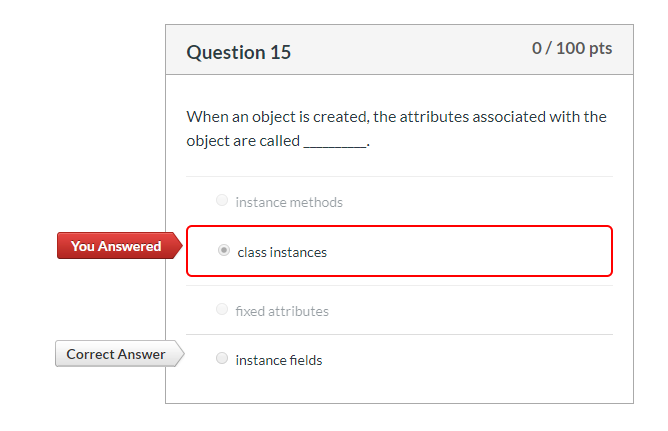 Question 15
0 / 100 pts
When an object is created, the attributes associated with the
object are called __________.
instance methods
You Answered
class instances
fixed attributes
Correct Answer
instance fields